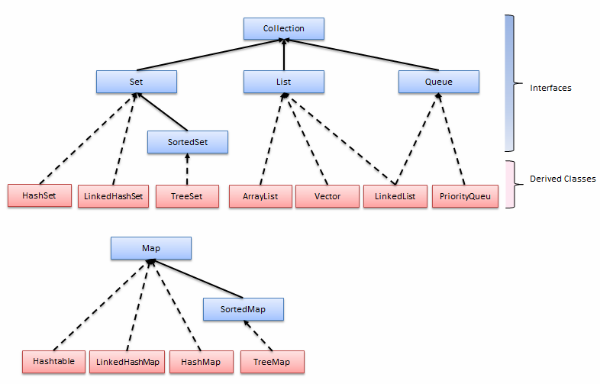 Collection
Set
List
Queue
Interfaces
SortedSet
Derived Classes
HashSet
LinkedHashSet
TreeSet
ArrayList
Vector
LinkedList
PriorityQueu
Map
SortedMap
Hashtable
LinkedHashMap
HashMap
TreeMap